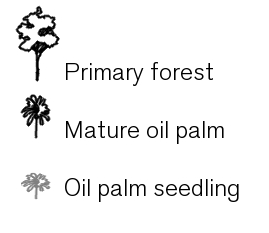 Primary forest
Mature oil palm
Oil palm seedling